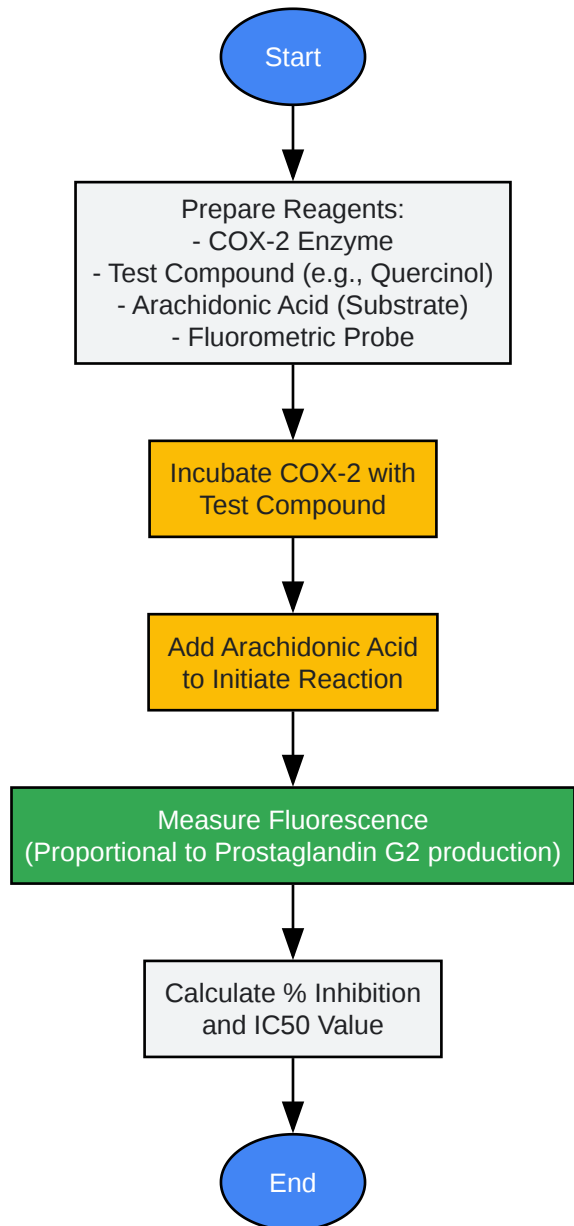 Start
Prepare Reagents:
- COX-2 Enzyme
- Test Compound (e.g., Quercinol)
- Arachidonic Acid (Substrate)
- Fluorometric Probe
Incubate COX-2 with
Test Compound
Add Arachidonic Acid
to Initiate Reaction
Measure Fluorescence
(Proportional to Prostaglandin G2 production)
Calculate % Inhibition
and IC50 Value
End